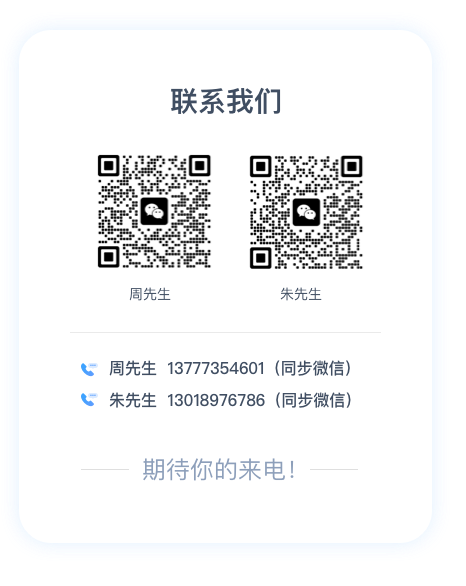 联系我们
周先生 朱先生
周先生 13777354601（同步微信）
朱先生 13018976786（同步微信）
期待你的来电！